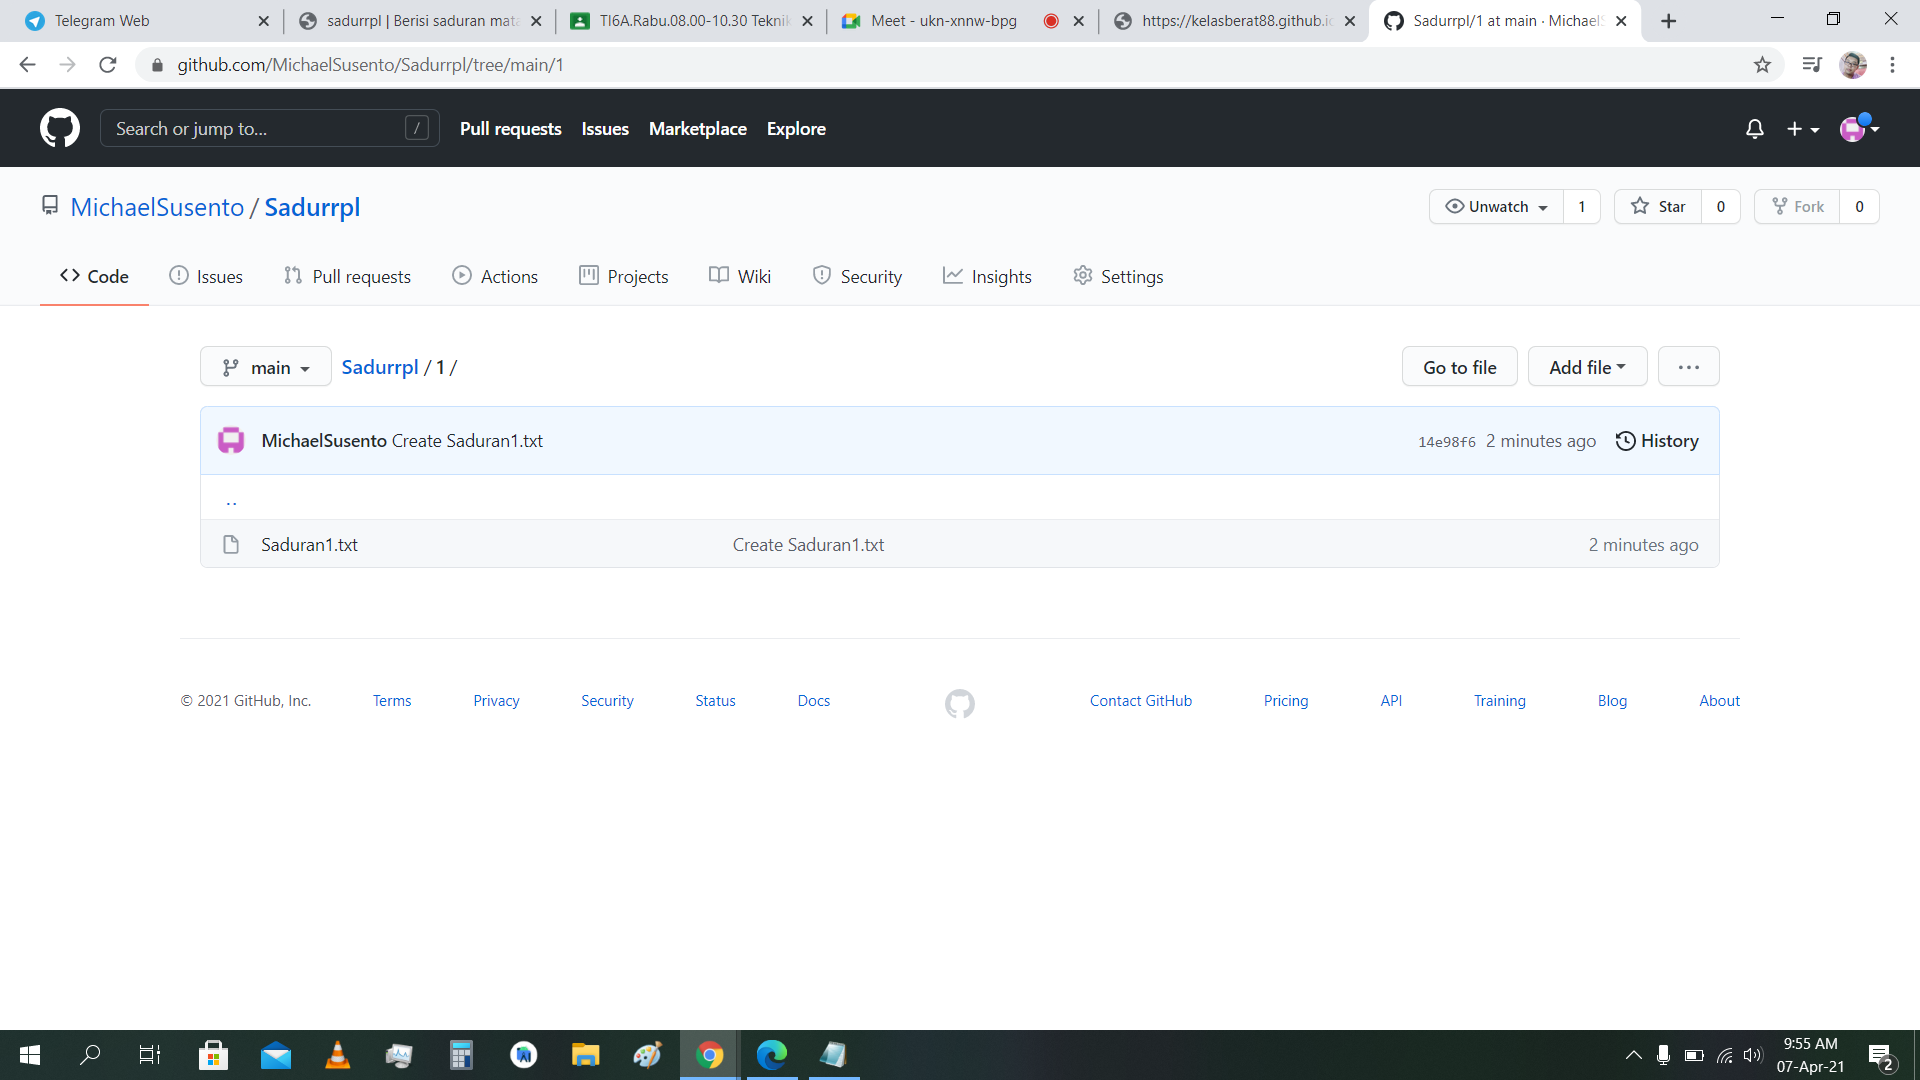 Telegram Web
sadurrpl | Berisi saduran mata
TI6A.Rabu.08.00-10.30 Teknik
Meet - ukn-xnnw-bpg
https://kelasberat88.github.io
Sadurrpl/1 at main · MichaelS
github.com/MichaelSusento/Sadurrpl/tree/main/1
Search or jump to... /
Pull requests Issues Marketplace Explore
MichaelSusento / Sadurrpl
Unwatch 1 Star 0 Fork 0
Code Issues Pull requests Actions Projects Wiki Security Insights Settings
main Sadurrpl / 1 /
Go to file Add file ...
MichaelSusento Create Saduran1.txt 14e98f6 2 minutes ago History
..
Saduran1.txt Create Saduran1.txt 2 minutes ago
© 2021 GitHub, Inc. Terms Privacy Security Status Docs Contact GitHub Pricing API Training Blog About
9:55 AM
07-Apr-21
2